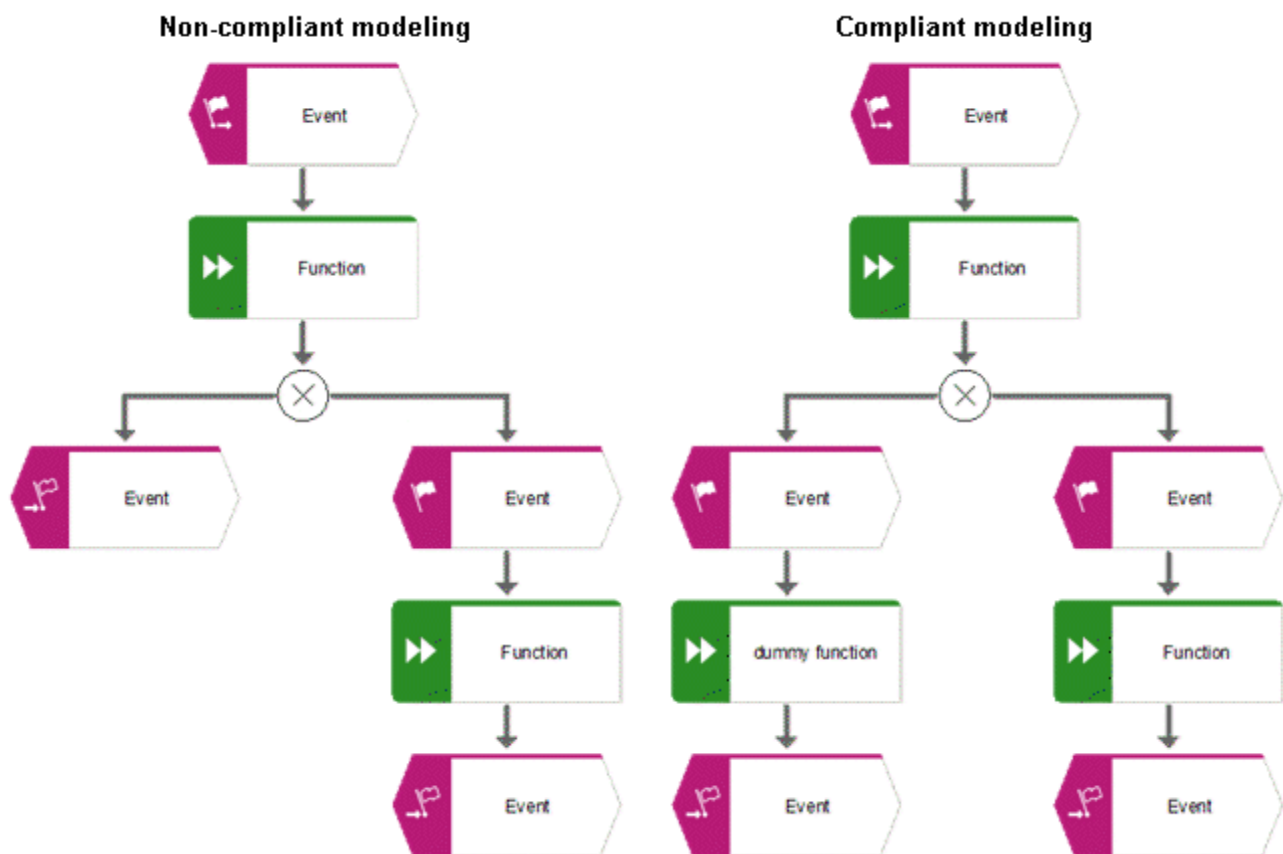 Non-compliant modeling
Compliant modeling
Event
Event
Function
Function
Event
Event
Event
Event
Function
dummy function
Function
Event
Event
Event